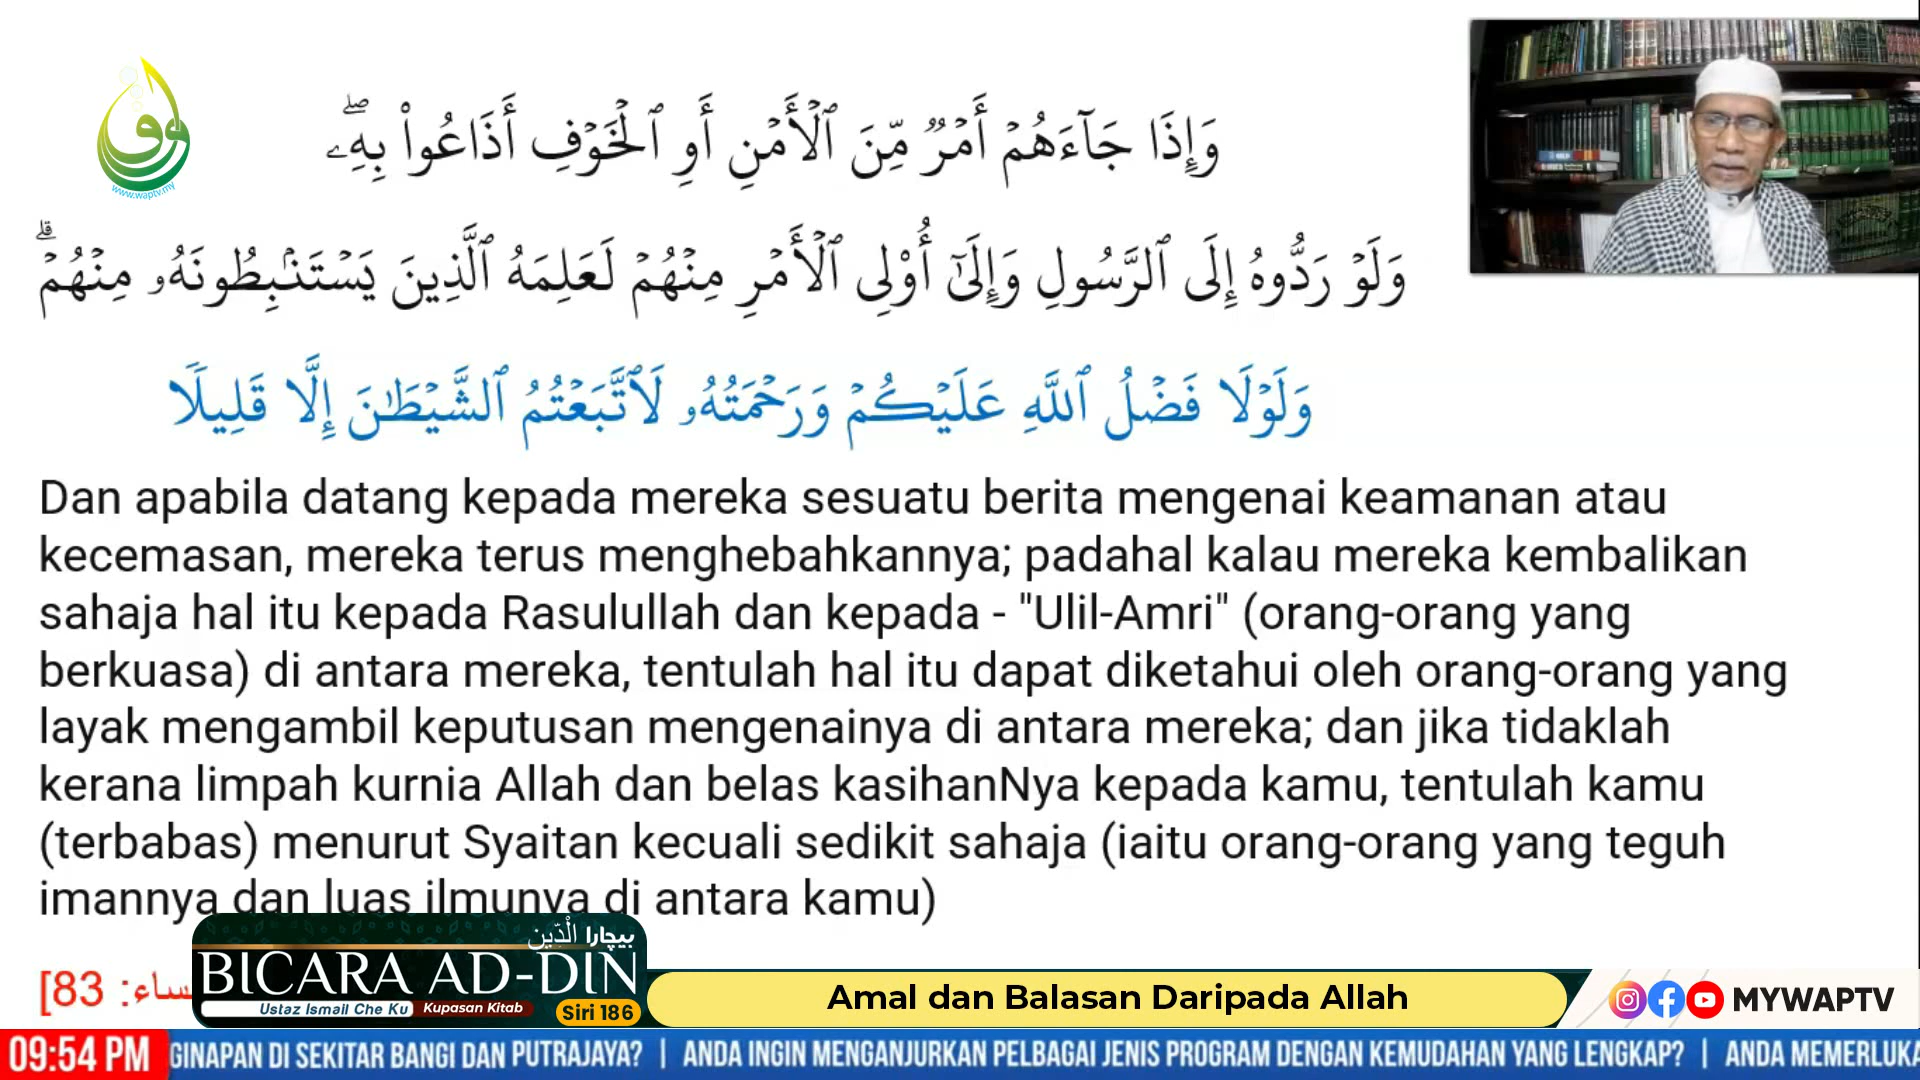 وَإِذَا جَآءَهُمۡ أَمۡرٞ مِّنَ ٱلۡأَمۡنِ أَوِ ٱلۡخَوۡفِ أَذَاعُواْ بِهِۦۖ
وَلَوۡ رَدُّوهُ إِلَى ٱلرَّسُولِ وَإِلَىٰٓ أُوْلِي ٱلۡأَمۡرِ مِنۡهُمۡ لَعَلِمَهُ ٱلَّذِينَ يَسۡتَنۢبِطُونَهُۥ مِنۡهُمۡۗ
وَلَوۡلَا فَضۡلُ ٱللَّهِ عَلَيۡكُمۡ وَرَحۡمَتُهُۥ لَٱتَّبَعۡتُمُ ٱلشَّيۡطَٰنَ إِلَّا قَلِيلٗا
www.waptv.my
Dan apabila datang kepada mereka sesuatu berita mengenai keamanan atau
kecemasan, mereka terus menghebahkannya; padahal kalau mereka kembalikan
sahaja hal itu kepada Rasulullah dan kepada - "Ulil-Amri" (orang-orang yang
berkuasa) di antara mereka, tentulah hal itu dapat diketahui oleh orang-orang yang
layak mengambil keputusan mengenainya di antara mereka; dan jika tidaklah
kerana limpah kurnia Allah dan belas kasihanNya kepada kamu, tentulah kamu
(terbabas) menurut Syaitan kecuali sedikit sahaja (iaitu orang-orang yang teguh
imannya dan luas ilmunya di antara kamu)
ساء: 83]
بيچارا الْدِّين
BICARA AD-DIN
Ustaz Ismail Che Ku Kupasan Kitab
Siri 186
Amal dan Balasan Daripada Allah
MYWAPTV
09:54 PM GINAPAN DI SEKITAR BANGI DAN PUTRAJAYA? | ANDA INGIN MENGANJURKAN PELBAGAI JENIS PROGRAM DENGAN KEMUDAHAN YANG LENGKAP? | ANDA MEMERLUKA